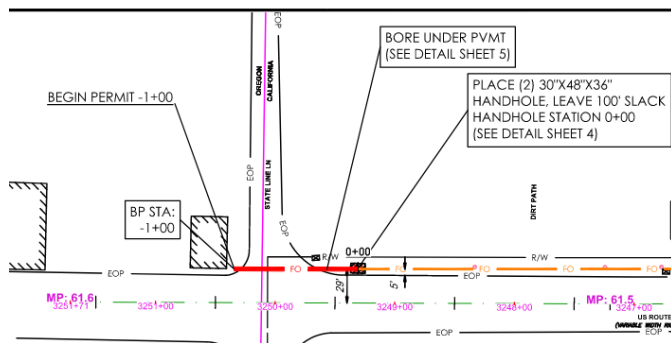 EOP
BORE UNDER PVMT
(SEE DETAIL SHEET 5)
PLACE (2) 30"X48"X36"
HANDHOLE, LEAVE 100' SLACK
HANDHOLE STATION 0+00
(SEE DETAIL SHEET 4)
BEGIN PERMIT -1+00
OREGON
CALIFORNIA
EOP
STATE LINE LN
EOP
DIRT PATH
BP STA:
-1+00
0+00
R/W
R/W
FO
FO
FO
FO
EOP
EOP
29'
5'
MP: 61.6
MP: 61.5
3251+71
3251+00
3250+00
3249+00
3248+00
3247+00
US ROUTE
(VARIABLE WIDTH
EOP
EOP